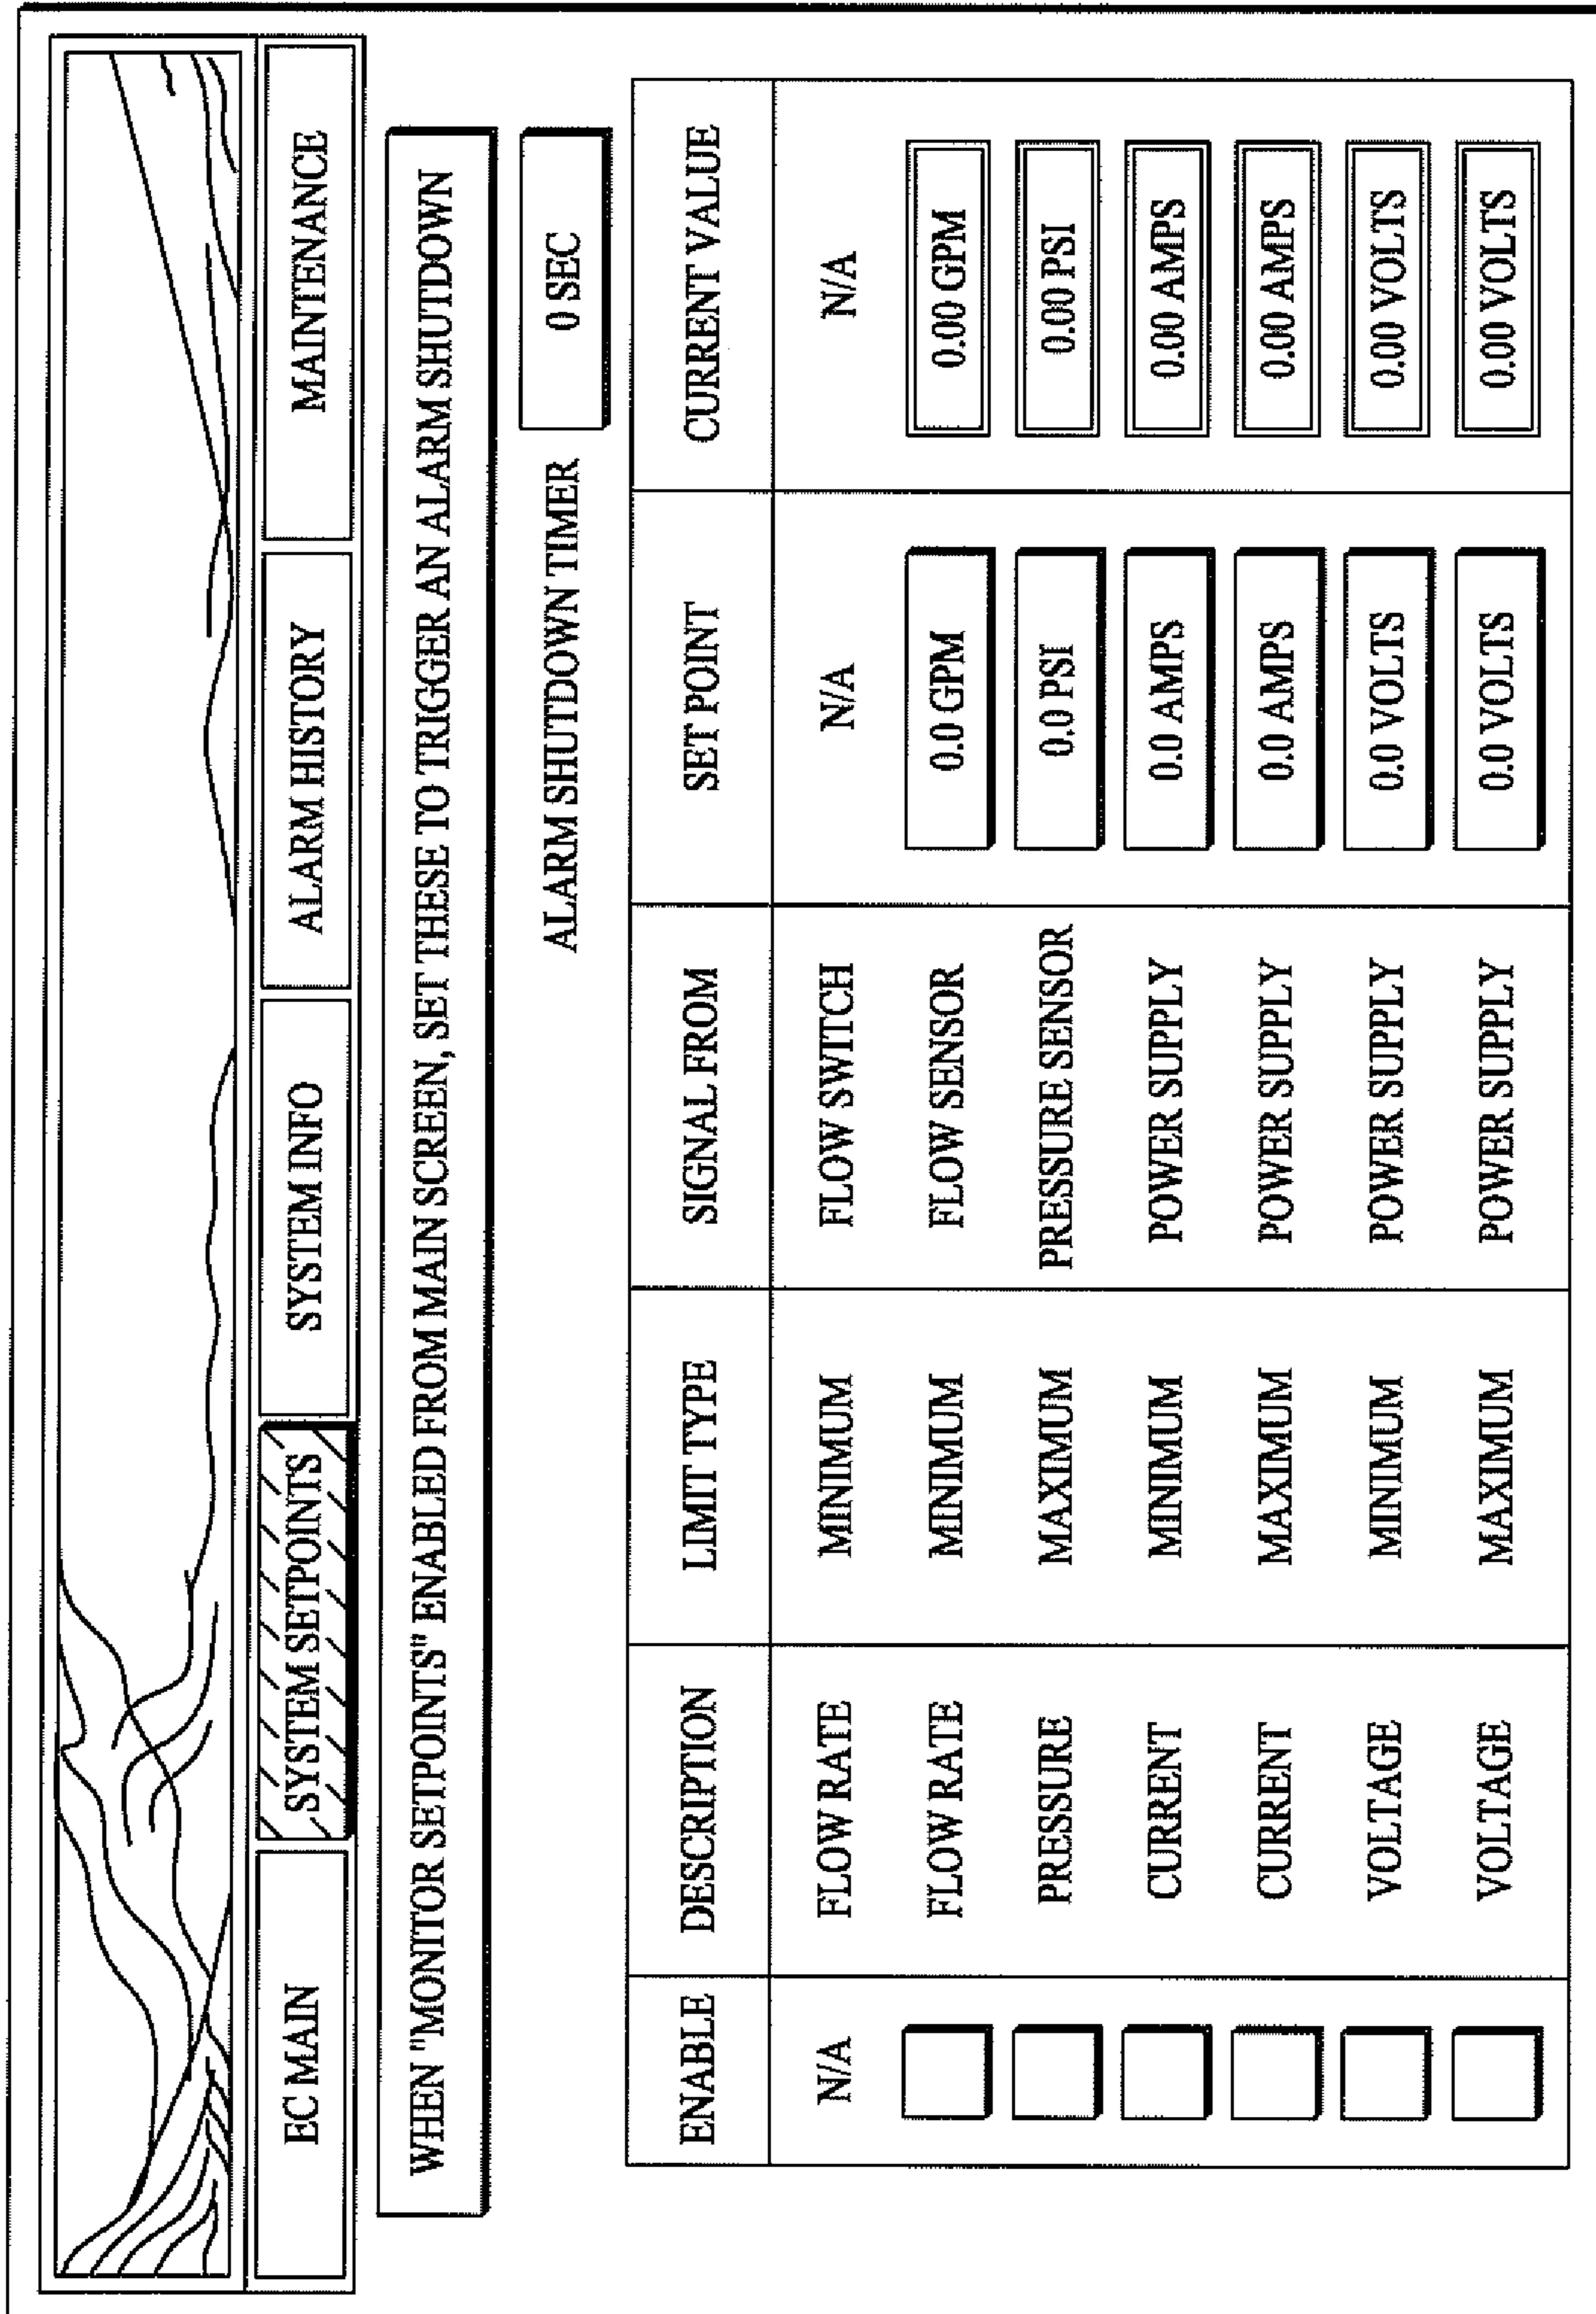 EC MAIN SYSTEM SETPOINTS SYSTEM INFO ALARM HISTORY MAINTENANCE
WHEN "MONITOR SETPOINTS" ENABLED FROM MAIN SCREEN, SET THESE TO TRIGGER AN ALARM SHUTDOWN
ALARM SHUTDOWN TIMER 0 SEC
ENABLE DESCRIPTION LIMIT TYPE SIGNAL FROM SET POINT CURRENT VALUE
N/A FLOW RATE MINIMUM FLOW SWITCH N/A N/A
FLOW RATE MINIMUM FLOW SENSOR 0.0 GPM 0.00 GPM
PRESSURE MAXIMUM PRESSURE SENSOR 0.0 PSI 0.00 PSI
CURRENT MINIMUM POWER SUPPLY 0.0 AMPS 0.00 AMPS
CURRENT MAXIMUM POWER SUPPLY 0.0 AMPS 0.00 AMPS
VOLTAGE MINIMUM POWER SUPPLY 0.0 VOLTS 0.00 VOLTS
VOLTAGE MAXIMUM POWER SUPPLY 0.0 VOLTS 0.00 VOLTS